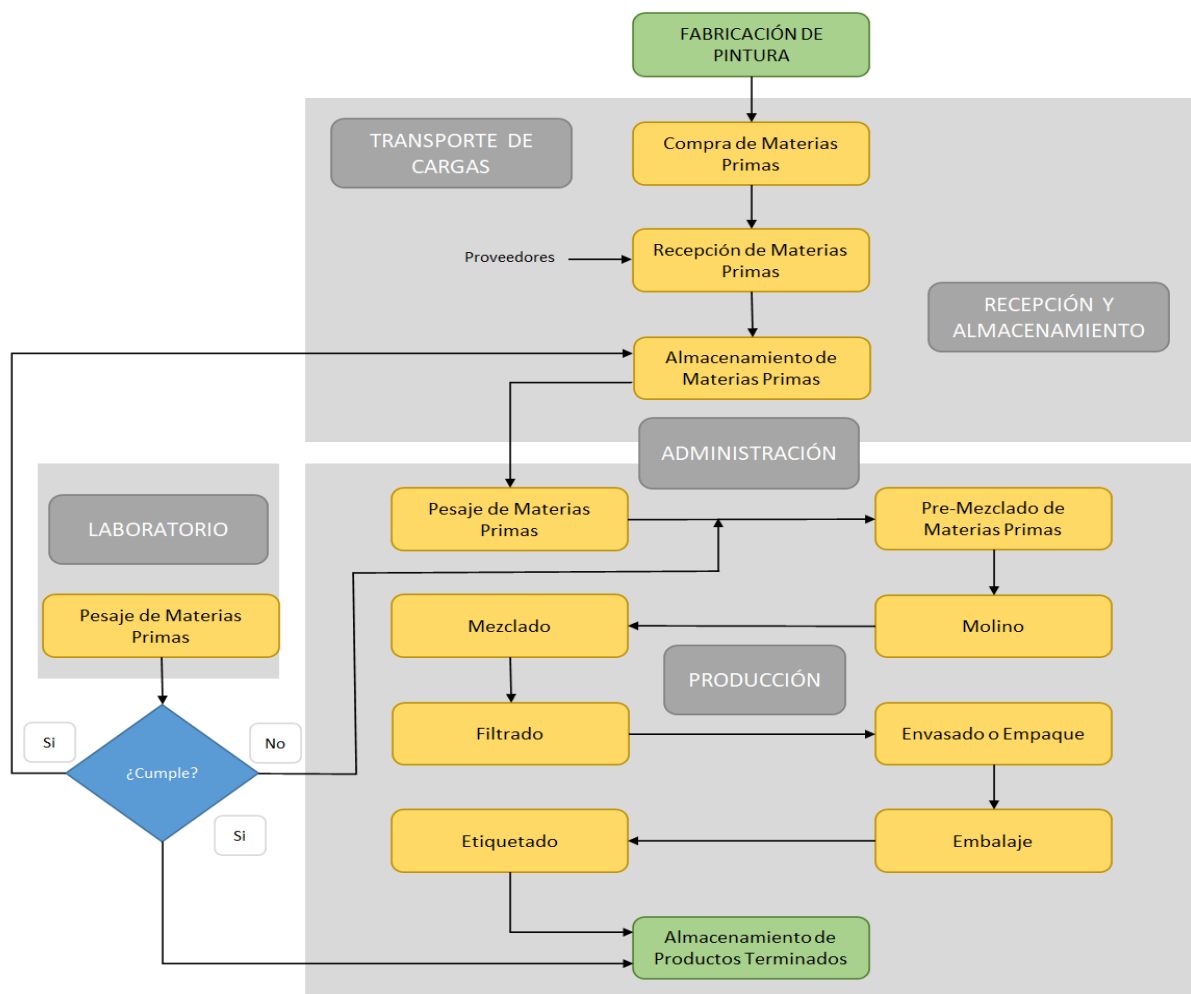 FABRICACIÓN DE
PINTURA
TRANSPORTE DE
CARGAS
Compra de Materias
Primas
Proveedores
Recepción de Materias
Primas
RECEPCIÓN Y
ALMACENAMIENTO
Almacenamiento de
Materias Primas
ADMINISTRACIÓN
LABORATORIO
Pesaje de Materias
Primas
Pre-Mezclado de
Materias Primas
Pesaje de Materias
Primas
Mezclado
Molino
PRODUCCIÓN
Si
No
¿Cumple?
Si
Filtrado
Envasado o Empaque
Etiquetado
Embalaje
Almacenamiento de
Productos Terminados